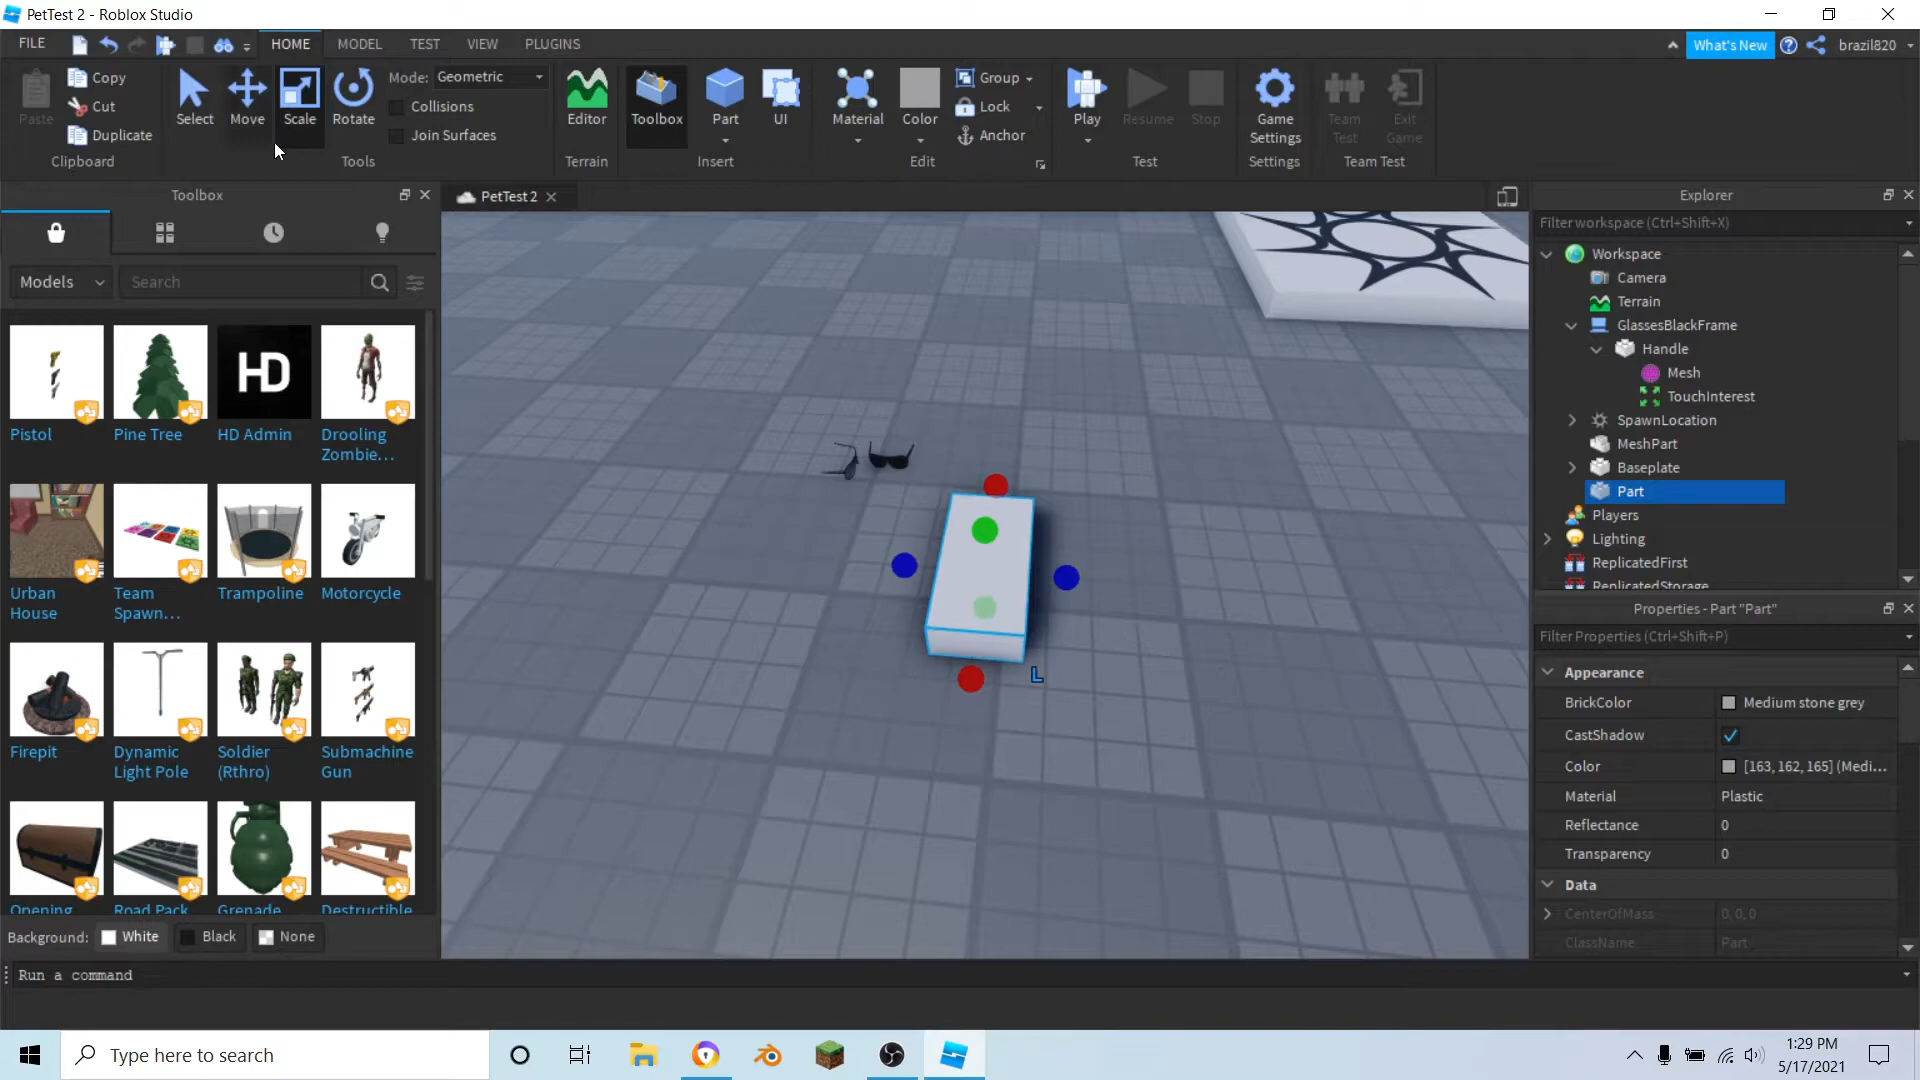 PetTest 2 - Roblox Studio
FILE
HOME
MODEL
TEST
VIEW
PLUGINS
What's New
brazil820
Paste
Copy
Cut
Duplicate
Clipboard
Select
Move
Scale
Rotate
Mode: Geometric
Collisions
Join Surfaces
Tools
Editor
Terrain
Toolbox
Part
UI
Insert
Material
Color
Group
Lock
Anchor
Edit
Play
Resume
Stop
Test
Game
Settings
Settings
Team
Test
Exit
Game
Team Test
Toolbox
Models
Search
Pistol
Pine Tree
HD
HD Admin
Drooling
Zombie...
Urban
House
Team
Spawn...
Trampoline
Motorcycle
Firepit
Dynamic
Light Pole
Soldier
(Rthro)
Submachine
Gun
Opening
Road Pack
Grenade
Destructible
Background: White Black None
PetTest 2
L
Explorer
Filter workspace (Ctrl+Shift+X)
Workspace
Camera
Terrain
GlassesBlackFrame
Handle
Mesh
TouchInterest
SpawnLocation
MeshPart
Baseplate
Part
Players
Lighting
ReplicatedFirst
ReplicatedStorage
Properties - Part "Part"
Filter Properties (Ctrl+Shift+P)
Appearance
BrickColor Medium stone grey
CastShadow
Color [163, 162, 165] (Medi...
Material Plastic
Reflectance 0
Transparency 0
Data
CenterOfMass 0, 0, 0
ClassName Part
Run a command
Type here to search
1:29 PM
5/17/2021